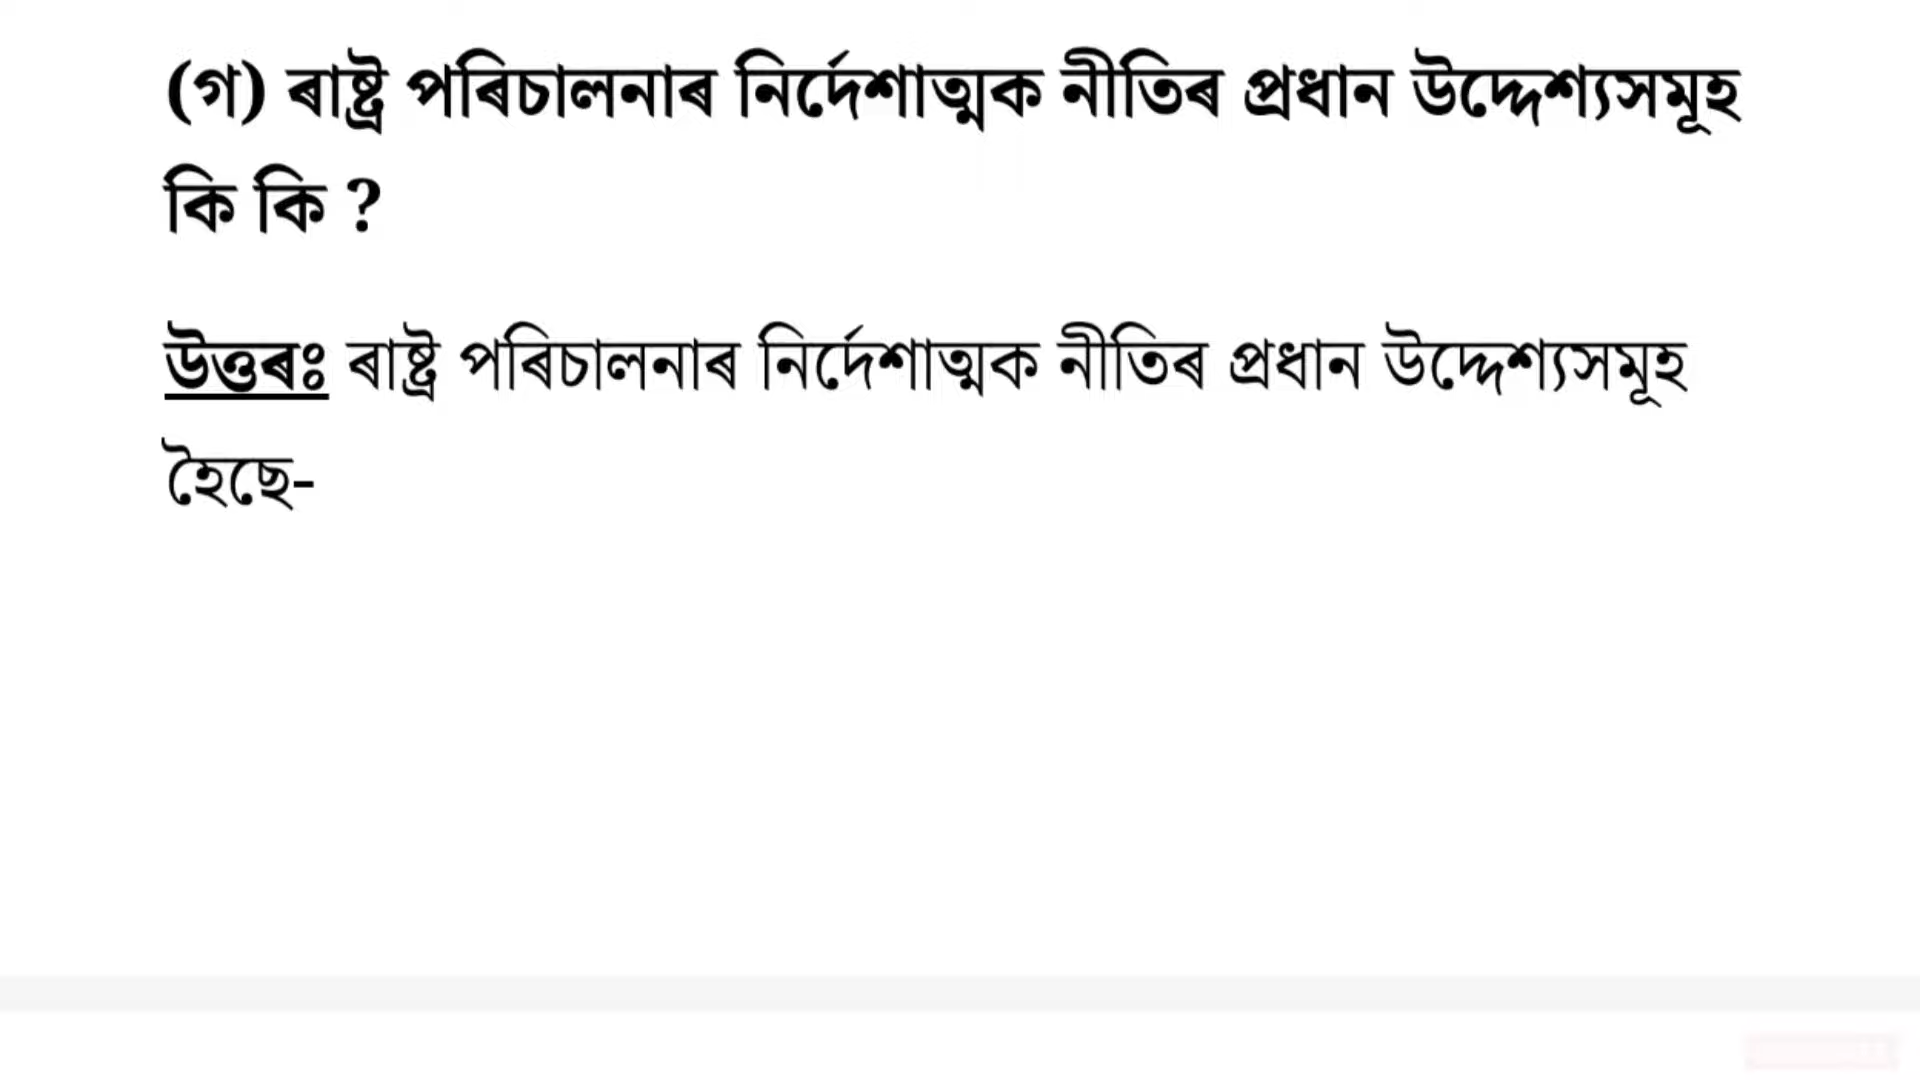 (গ) ৰাষ্ট্ৰ পৰিচালনাৰ নিৰ্দেশাত্মক নীতিৰ প্ৰধান উদ্দেশ্যসমূহ
কি কি ?
উত্তৰঃ ৰাষ্ট্ৰ পৰিচালনাৰ নিৰ্দেশাত্মক নীতিৰ প্ৰধান উদ্দেশ্যসমূহ
হৈছে-